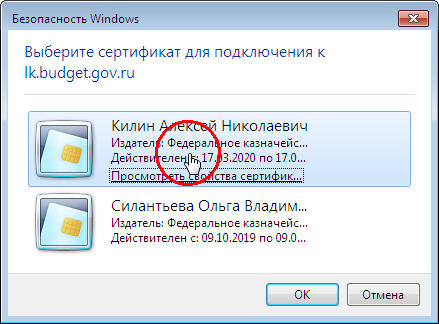 Безопасность Windows
Выберите сертификат для подключения к
lk.budget.gov.ru
Килин Алексей Николаевич
Издатель: Федеральное казначейс...
Действителен с: 17.03.2020 по 17.0...
Просмотреть свойства сертифик...
Силантьева Ольга Владим...
Издатель: Федеральное казначейс...
Действителен с: 09.10.2019 по 09.0...
OK
Отмена